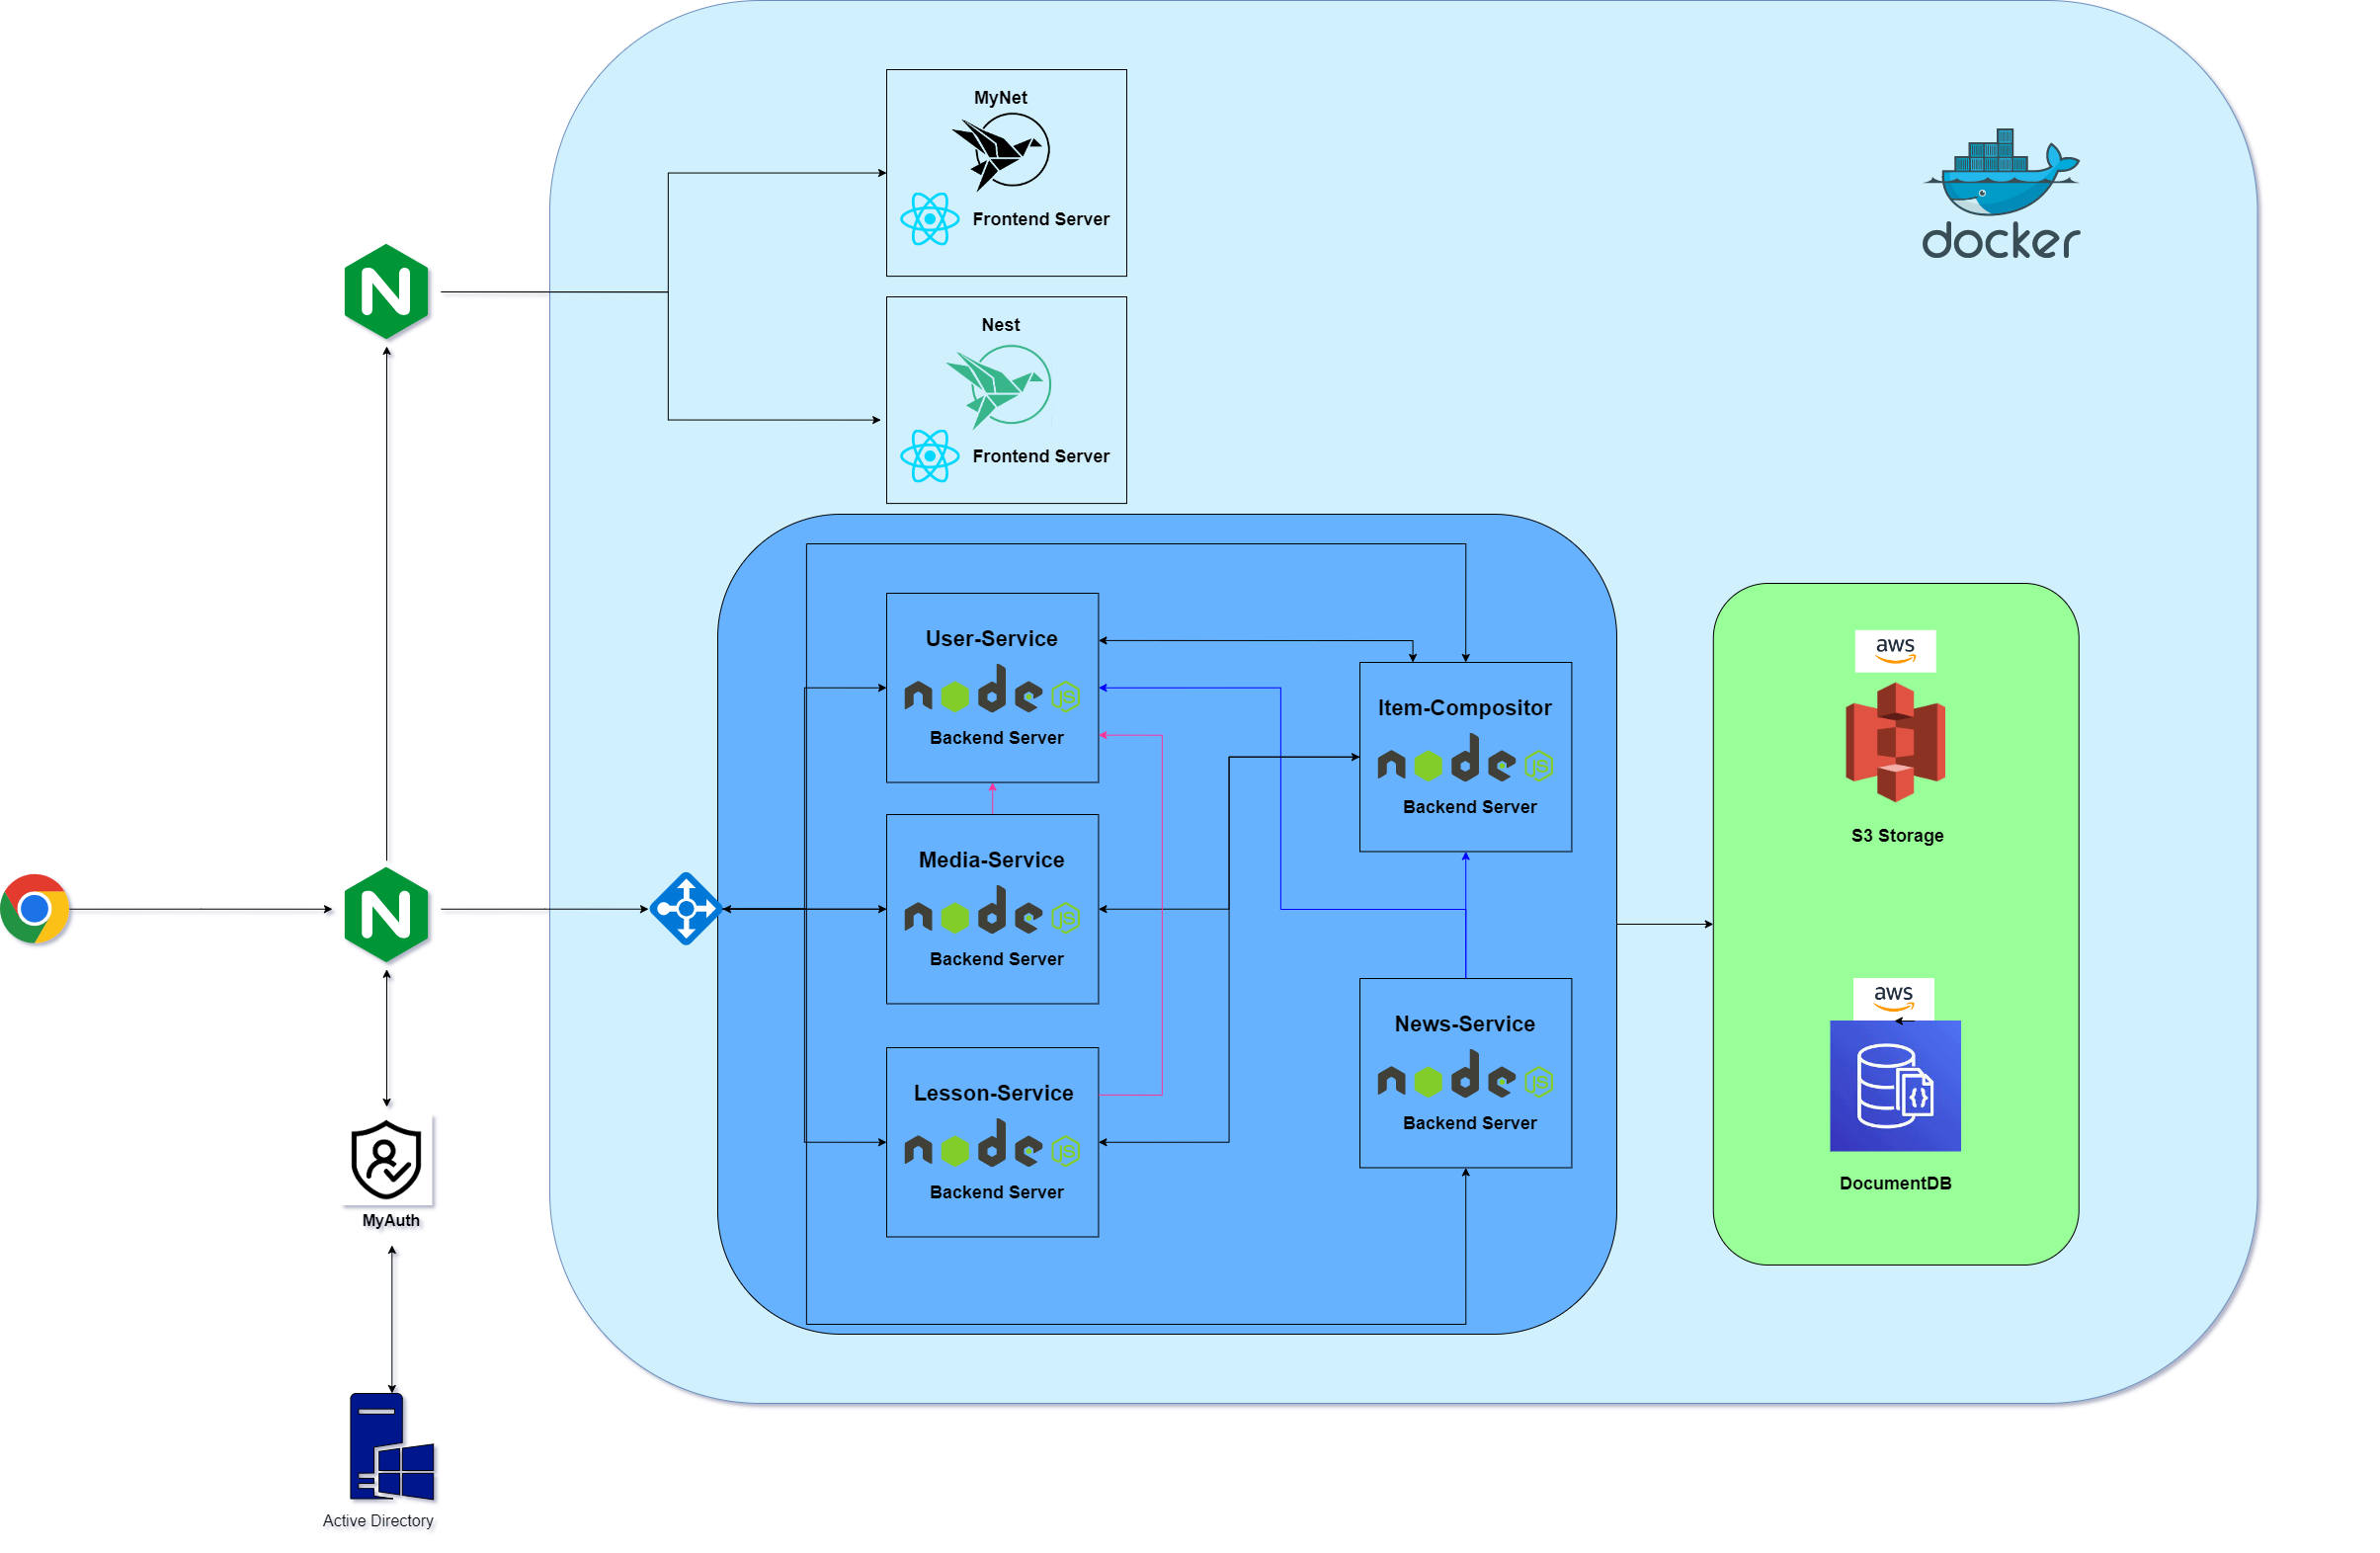 MyNet
Frontend Server
docker
Nest
Frontend Server
User-Service
node
JS
Backend Server
Item-Compositor
node
JS
Backend Server
aws
S3 Storage
Media-Service
node
JS
Backend Server
N
N
News-Service
node
JS
Backend Server
aws
{}
DocumentDB
Lesson-Service
node
JS
Backend Server
MyAuth
Active Directory